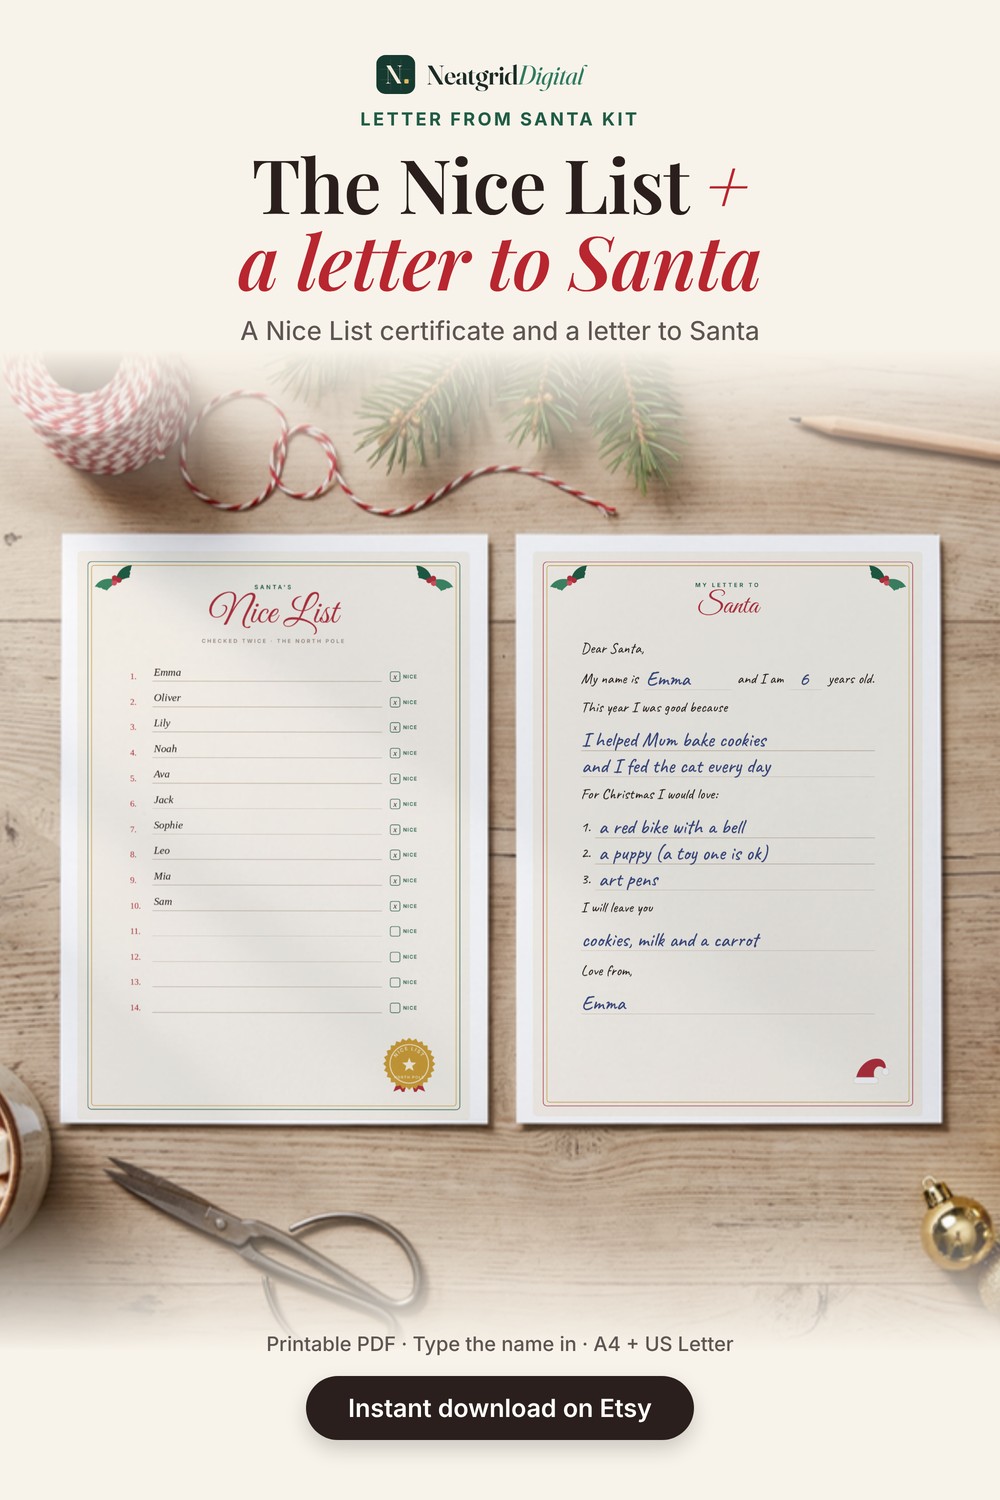 N.
NeatgridDigital
LETTER FROM SANTA KIT
The Nice List +
a letter to Santa
A Nice List certificate and a letter to Santa
SANTA'S
Nice List
CHECKED TWICE · THE NORTH POLE
1. Emma x NICE
2. Oliver x NICE
3. Lily x NICE
4. Noah x NICE
5. Ava x NICE
6. Jack x NICE
7. Sophie x NICE
8. Leo x NICE
9. Mia x NICE
10. Sam x NICE
11. NICE
12. NICE
13. NICE
14. NICE
NICE LIST
MY LETTER TO
Santa
Dear Santa,
My name is Emma and I am 6 years old.
This year I was good because
I helped Mum bake cookies
and I fed the cat every day
For Christmas I would love:
1. a red bike with a bell
2. a puppy (a toy one is ok)
3. art pens
I will leave you
cookies, milk and a carrot
Love from,
Emma
Printable PDF · Type the name in · A4 + US Letter
Instant download on Etsy